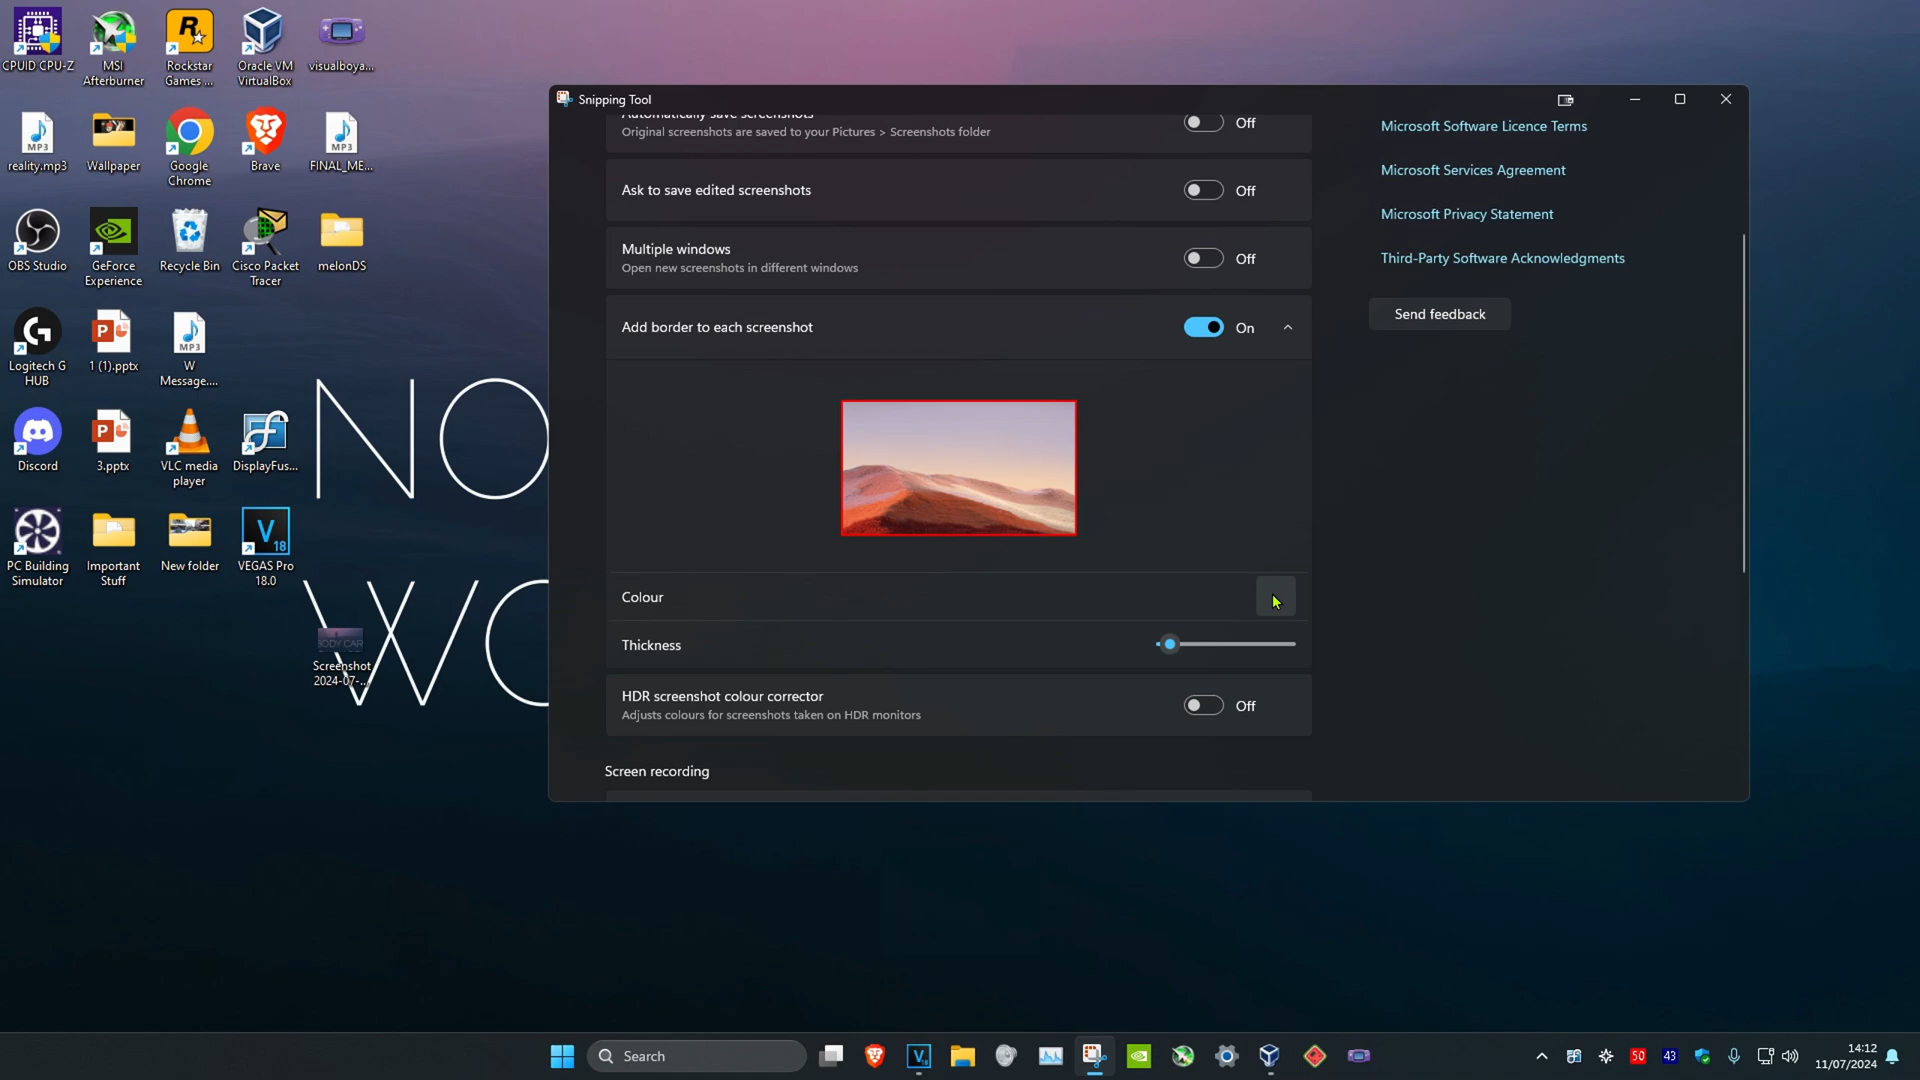 CPUID CPU-Z
MSI
Afterburner
Rockstar
Games ...
Oracle VM
VirtualBox
visualboya...
reality.mp3
Wallpaper
Google
Chrome
Brave
FINAL_ME...
OBS Studio
GeForce
Experience
Recycle Bin
Cisco Packet
Tracer
melonDS
Logitech G
HUB
1 (1).pptx
W
Message....
Discord
3.pptx
VLC media
player
DisplayFus...
PC Building
Simulator
Important
Stuff
New folder
VEGAS Pro
18.0
BODY CAR
Screenshot
2024-07-...
NO
WO
Snipping Tool
Automatically save screenshots
Original screenshots are saved to your Pictures > Screenshots folder
Off
Ask to save edited screenshots
Off
Multiple windows
Open new screenshots in different windows
Off
Add border to each screenshot
On
Colour
Thickness
HDR screenshot colour corrector
Adjusts colours for screenshots taken on HDR monitors
Off
Screen recording
Microsoft Software Licence Terms
Microsoft Services Agreement
Microsoft Privacy Statement
Third-Party Software Acknowledgments
Send feedback
Search
50
43
14:12
11/07/2024